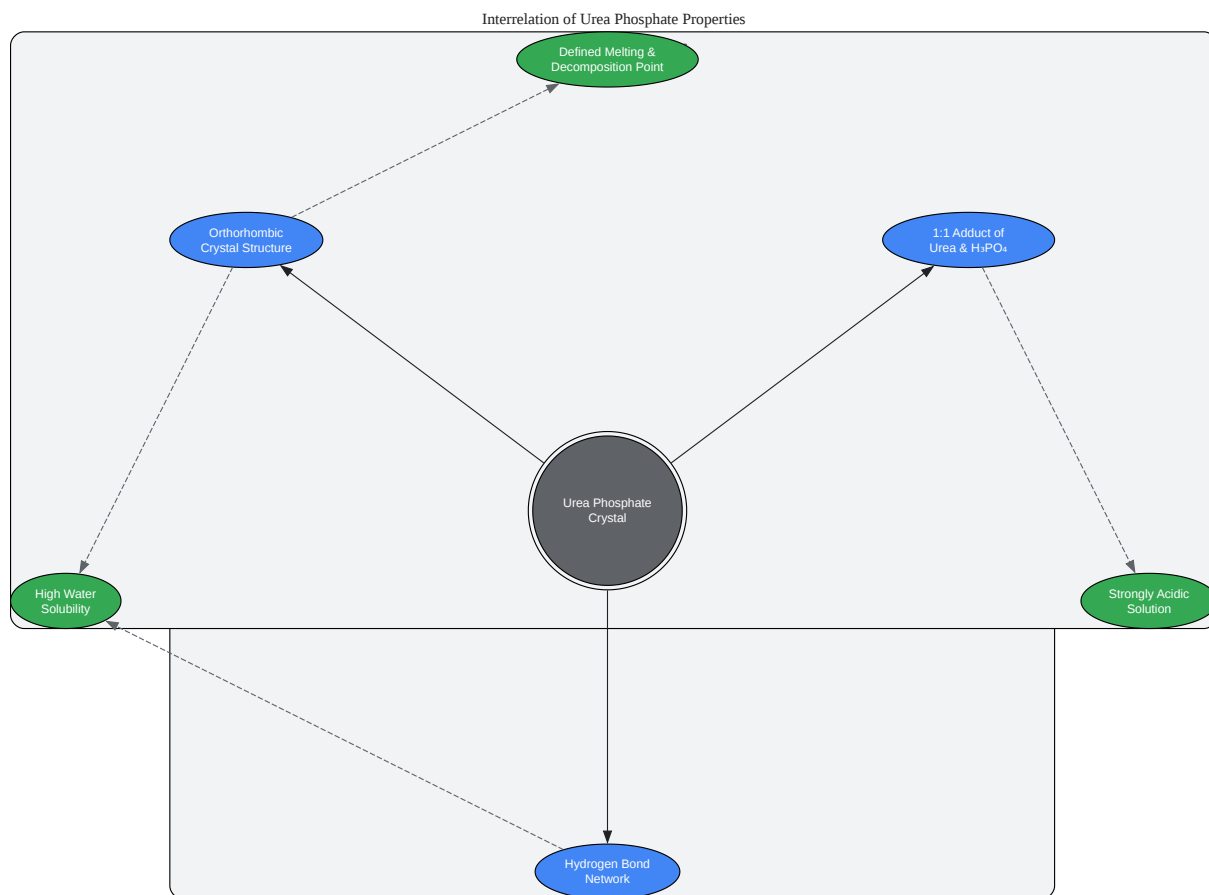 Interrelation of Urea Phosphate Properties
Defined Melting &
Decomposition Point
Orthorhombic
Crystal Structure
1:1 Adduct of
Urea & H₃PO₄
Urea Phosphate
Crystal
High Water
Solubility
Strongly Acidic
Solution
Hydrogen Bond
Network